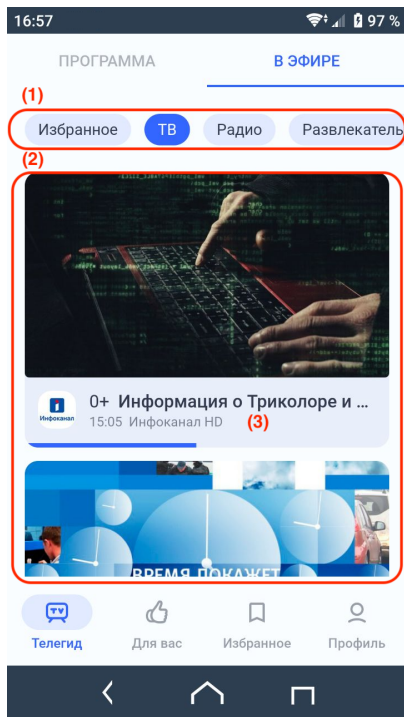 16:57
97 %
ПРОГРАММА
В ЭФИРЕ
(1)
Избранное
ТВ
Радио
Развлекатель
(2)
Инфоканал
0+ Информация о Триколоре и ...
15:05 Инфоканал HD
(3)
ВРЕМЯ ПОКАЖЕТ
TV
Телегид
Для вас
Избранное
Профиль